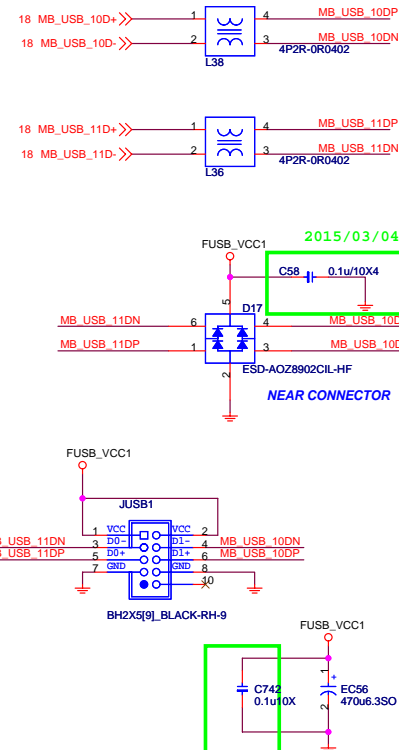 18 MB_USB_10D+ 1 4 MB_USB_10DP
18 MB_USB_10D- 2 3 MB_USB_10DN
L38 4P2R-0R0402
18 MB_USB_11D+ 1 4 MB_USB_11DP
18 MB_USB_11D- 2 3 MB_USB_11DN
L36 4P2R-0R0402
2015/03/04
FUSB_VCC1
C58 0.1u/10X4
5
D17
MB_USB_11DN 6 4 MB_USB_10D
MB_USB_11DP 1 3 MB_USB_10D
2
ESD-AOZ8902CIL-HF
NEAR CONNECTOR
FUSB_VCC1
JUSB1
1 VCC VCC 2
B_USB_11DN 3 D0- D1- 4 MB_USB_10DN
B_USB_11DP 5 D0+ D1+ 6 MB_USB_10DP
7 GND GND 8
10
BH2X5[9]_BLACK-RH-9
FUSB_VCC1
C742 1 + EC56
0.1u10X 2 470u6.3SO